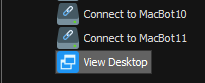 Connect to MacBot10
Connect to MacBot11
View Desktop